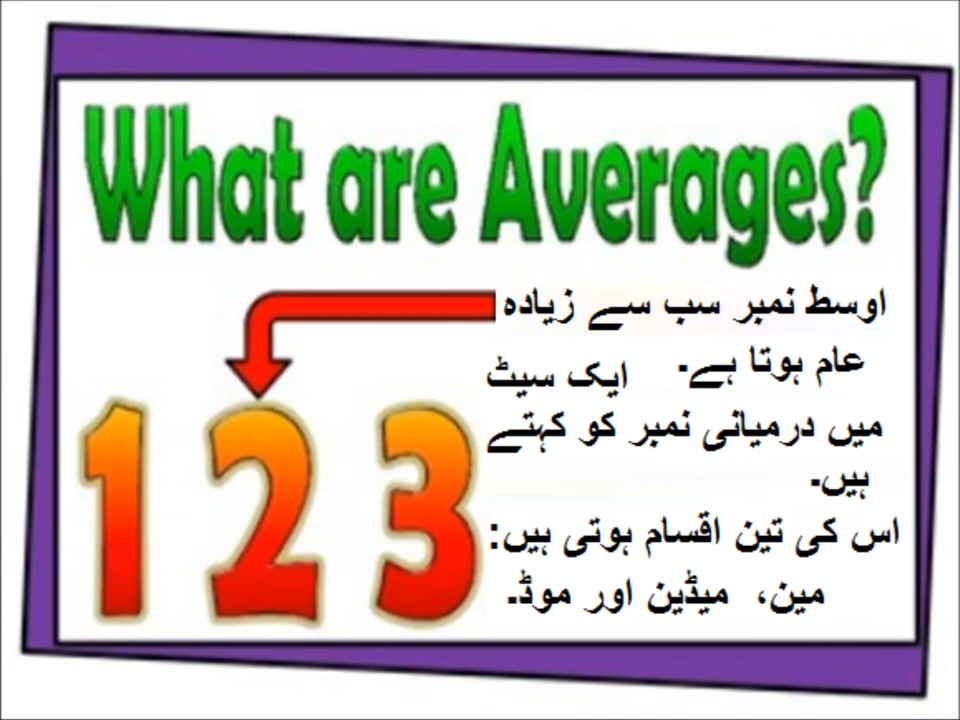 What are Averages?
اوسط نمبر سب سے زیادہ
عام ہوتا ہے۔ ایک سیٹ
میں درمیانی نمبر کو کہتے
ہیں۔
1 2 3
اس کی تین اقسام ہوتی ہیں:
مین، میڈین اور موڈ۔